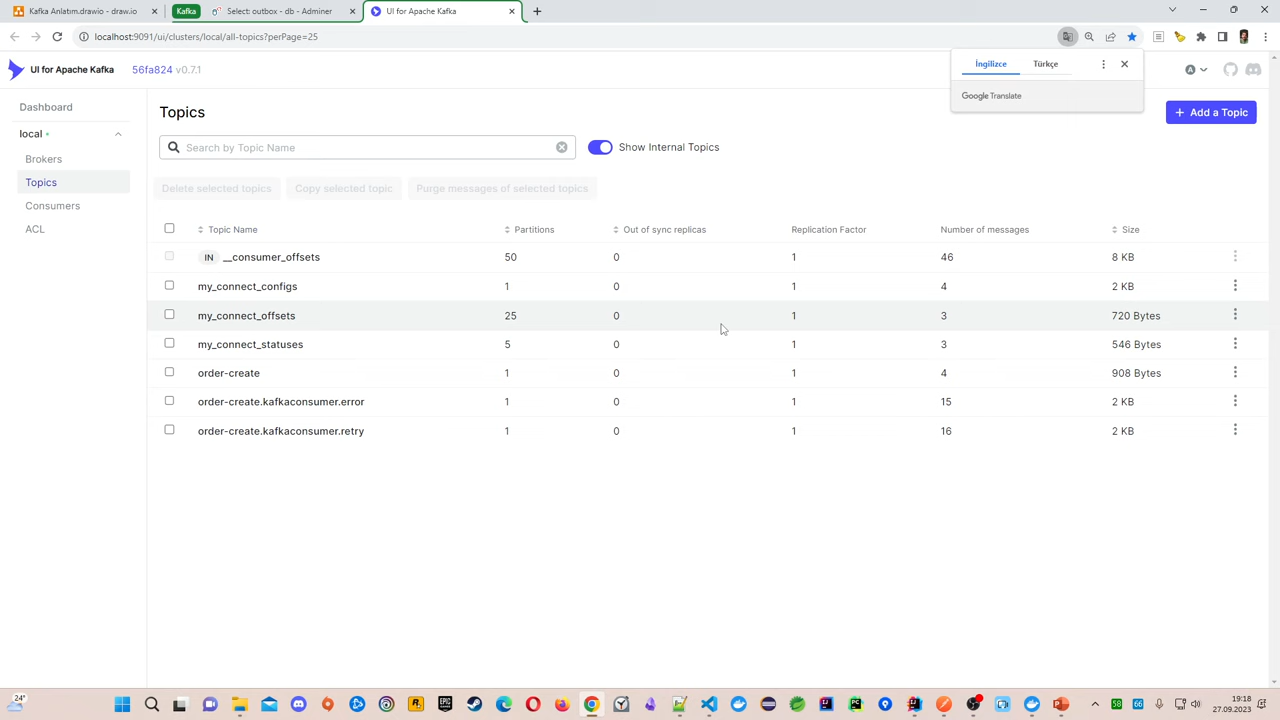 Kafka Anlatım.drawio - draw.io
Kafka
Select: outbox - db - Adminer
UI for Apache Kafka
localhost:9091/ui/clusters/local/all-topics?perPage=25
UI for Apache Kafka
56fa824 v0.7.1
A
İngilizce
Türkçe
Google Translate
Dashboard
local
Brokers
Topics
Consumers
ACL
Topics
+ Add a Topic
Search by Topic Name
Show Internal Topics
Delete selected topics
Copy selected topic
Purge messages of selected topics
Topic Name Partitions Out of sync replicas Replication Factor Number of messages Size
IN __consumer_offsets 50 0 1 46 8 KB
my_connect_configs 1 0 1 4 2 KB
my_connect_offsets 25 0 1 3 720 Bytes
my_connect_statuses 5 0 1 3 546 Bytes
order-create 1 0 1 4 908 Bytes
order-create.kafkaconsumer.error 1 0 1 15 2 KB
order-create.kafkaconsumer.retry 1 0 1 16 2 KB
24°
58
66
19:18
27.09.2023